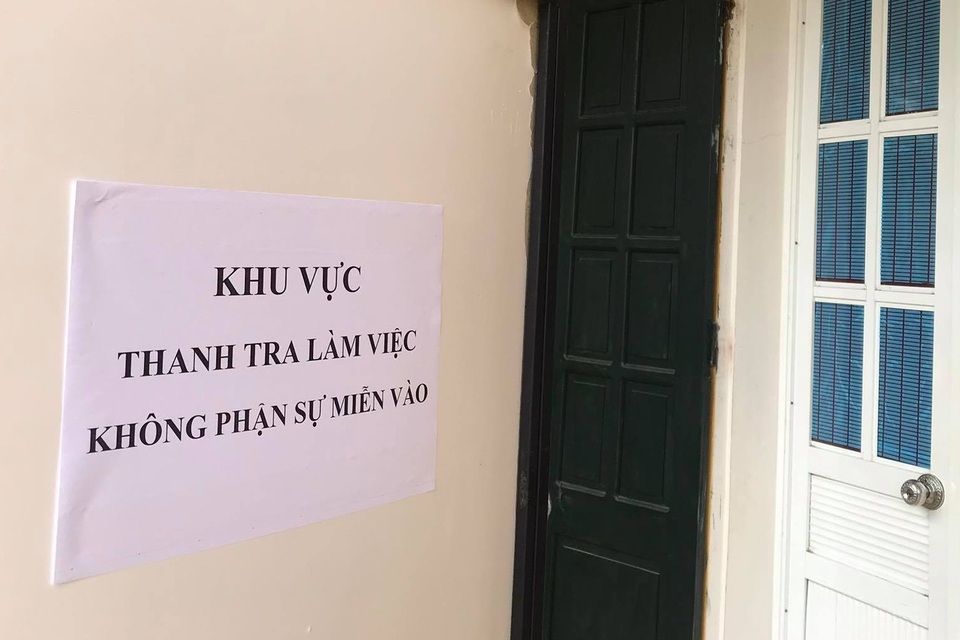 KHU VỰC
THANH TRA LÀM VIỆC
KHÔNG PHẬN SỰ MIỄN VÀO